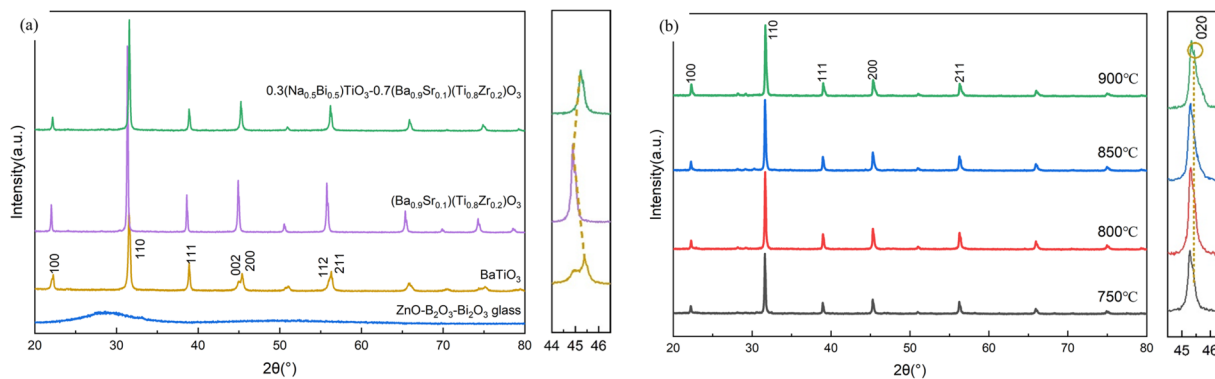 (a)
0.3(Na0.5Bi0.5)TiO3-0.7(Ba0.9Sr0.1)(Ti0.8Zr0.2)O3
(Ba0.9Sr0.1)(Ti0.8Zr0.2)O3
100
110
111
002
200
112
211
BaTiO3
ZnO-B2O3-Bi2O3 glass
Intensity(a.u.)
20 30 40 50 60 70 80
2θ(°)
44 45 46
(b)
100
110
111
200
211
900℃
850℃
800℃
750℃
Intensity(a.u.)
20 30 40 50 60 70 80
2θ(°)
020
45 46